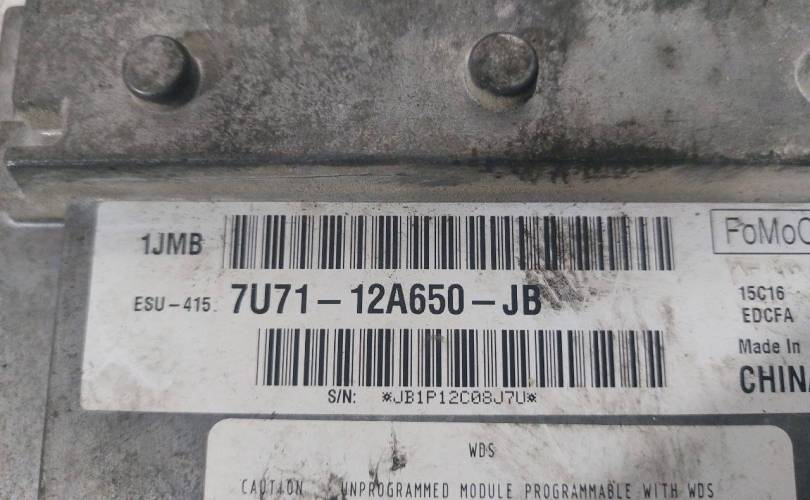 1JMB
FoMoC
ESU-415 7U71-12A650-JB
15C16
EDCFA
Made In
CHINA
S/N: *JB1P12C08J7U*
WDS
CAUTION UNPROGRAMMED MODULE PROGRAMMABLE WITH WDS